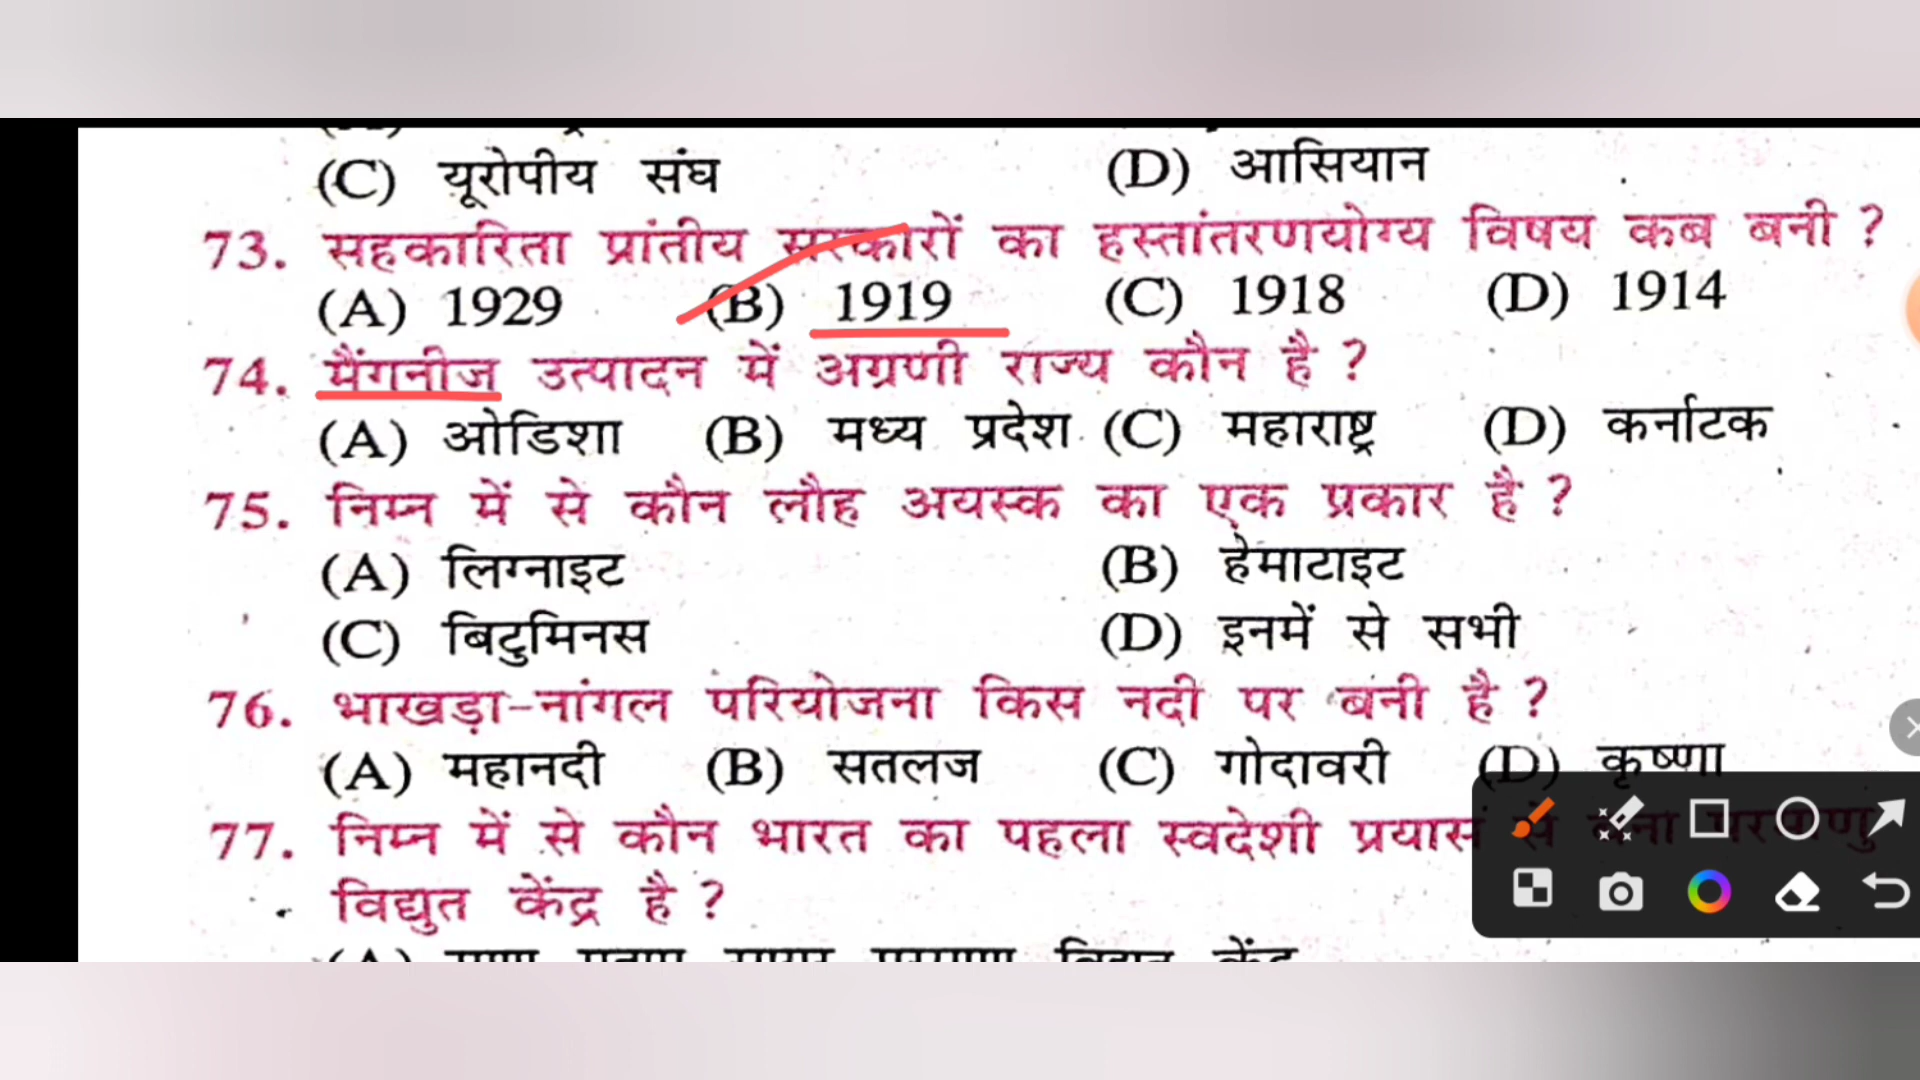 (C) यूरोपीय संघ (D) आसियान
73. सहकारिता प्रांतीय सरकारों का हस्तांतरणयोग्य विषय कब बनी ?
(A) 1929 (B) 1919 (C) 1918 (D) 1914
74. मैंगनीज उत्पादन में अग्रणी राज्य कौन है ?
(A) ओडिशा (B) मध्य प्रदेश (C) महाराष्ट्र (D) कर्नाटक
75. निम्न में से कौन लौह अयस्क का एक प्रकार है ?
(A) लिग्नाइट (B) हेमाटाइट
(C) बिटुमिनस (D) इनमें से सभी
76. भाखड़ा-नांगल परियोजना किस नदी पर बनी है ?
(A) महानदी (B) सतलज (C) गोदावरी (D) कृष्णा
77. निम्न में से कौन भारत का पहला स्वदेशी प्रयास से बना परमाणु
विद्युत केंद्र है ?